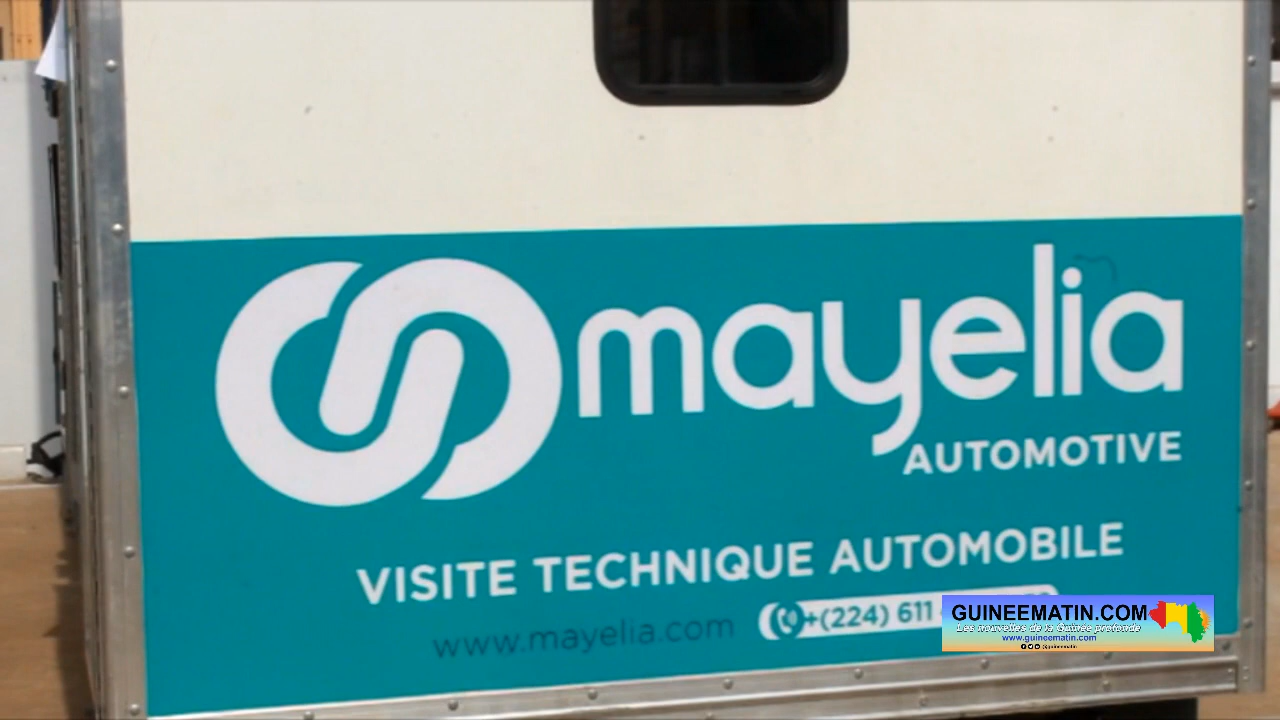 mayelia
AUTOMOTIVE
VISITE TECHNIQUE AUTOMOBILE
www.mayelia.com
+(224) 611
GUINEEMATIN.COM
Les nouvelles de la Guinée profonde
www.guineematin.com
@guineematin